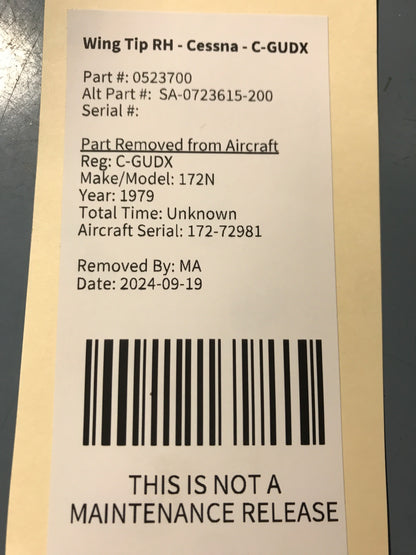 Wing Tip RH - Cessna - C-GUDX
Part #: 0523700
Alt Part #: SA-0723615-200
Serial #:
Part Removed from Aircraft
Reg: C-GUDX
Make/Model: 172N
Year: 1979
Total Time: Unknown
Aircraft Serial: 172-72981
Removed By: MA
Date: 2024-09-19
THIS IS NOT A
MAINTENANCE RELEASE